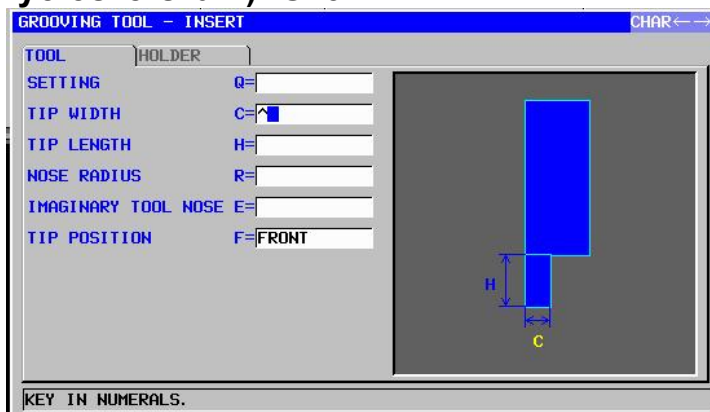 GROOVING TOOL - INSERT CHAR←→
TOOL HOLDER
SETTING Q=
TIP WIDTH C=^
TIP LENGTH H=
NOSE RADIUS R=
IMAGINARY TOOL NOSE E=
TIP POSITION F=FRONT
H
C
KEY IN NUMERALS.